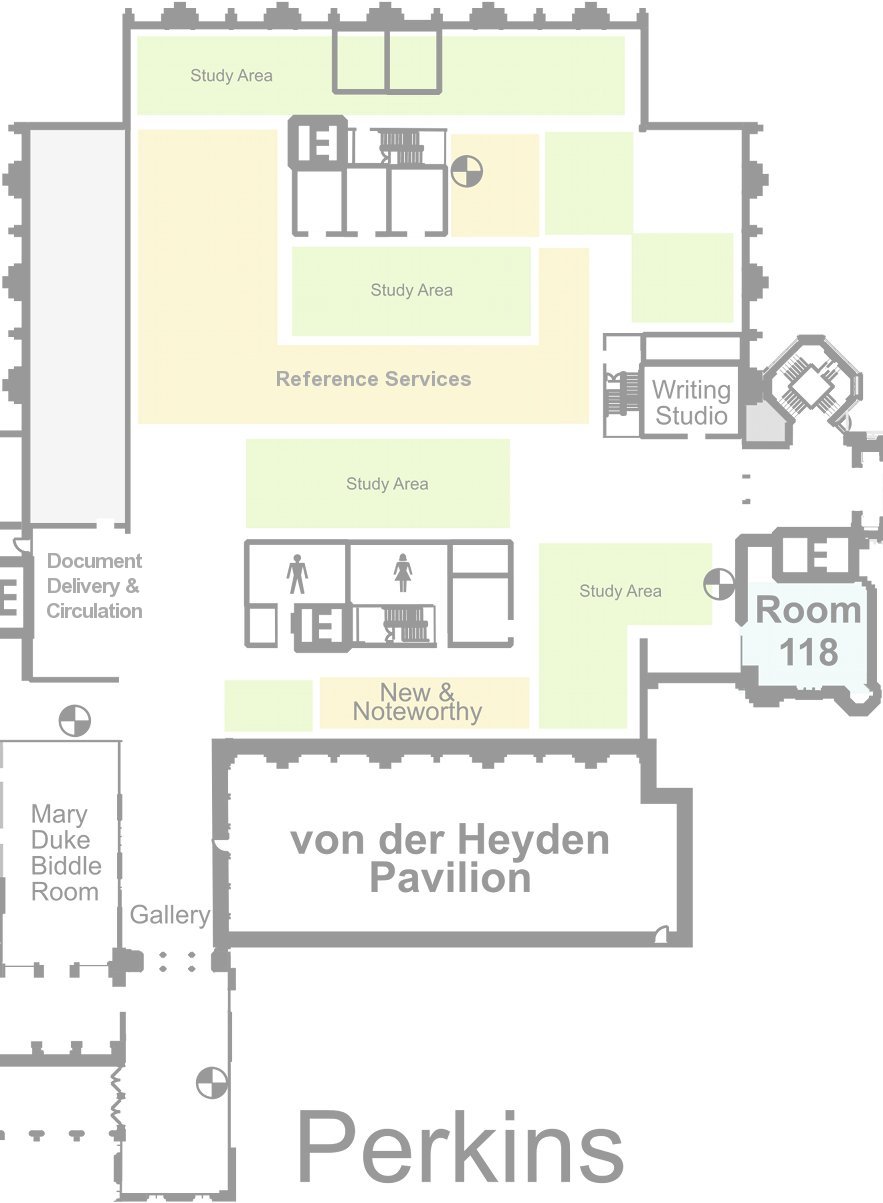 Study Area
E
Study Area
Reference Services
Writing
Studio
Study Area
Document
Delivery &
Circulation
E
E
Study Area
E
Room
118
New &
Noteworthy
Mary
Duke
Biddle
Room
von der Heyden
Pavilion
Gallery
Perkins